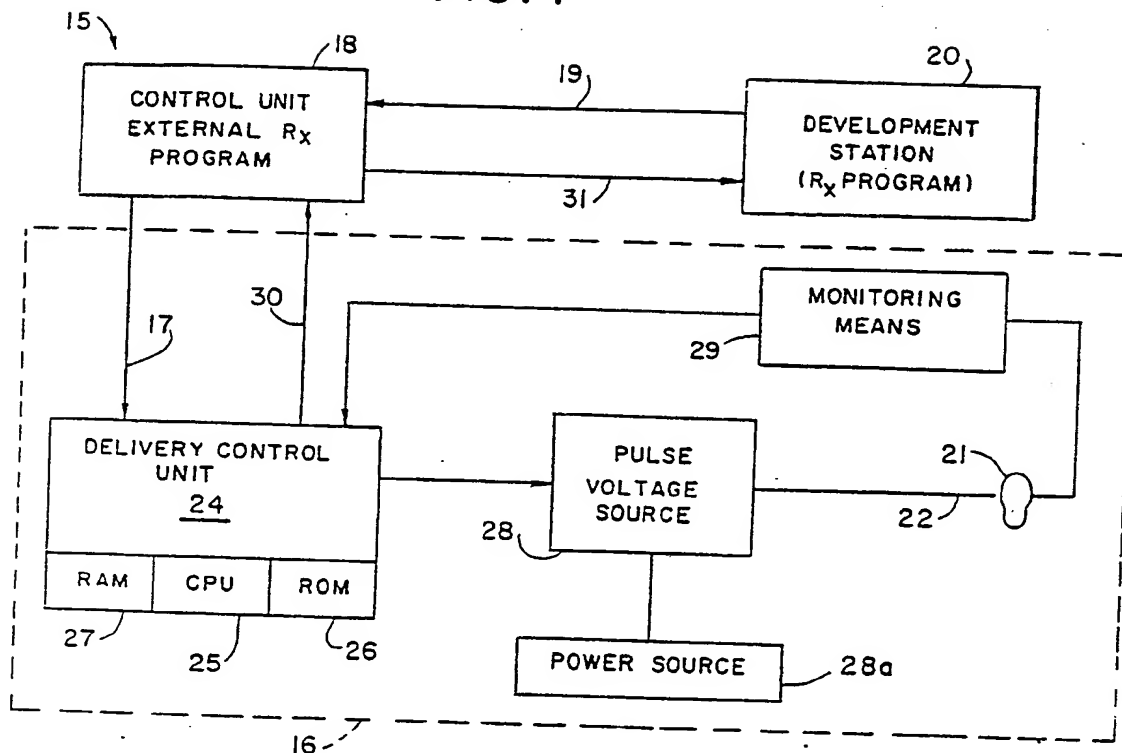 15
18
CONTROL UNIT
EXTERNAL Rx
PROGRAM
19
31
20
DEVELOPMENT
STATION
(Rx PROGRAM)
17
30
MONITORING
MEANS
29
DELIVERY CONTROL
UNIT
24
RAM
CPU
ROM
27
25
26
PULSE
VOLTAGE
SOURCE
28
21
22
POWER SOURCE
28a
16